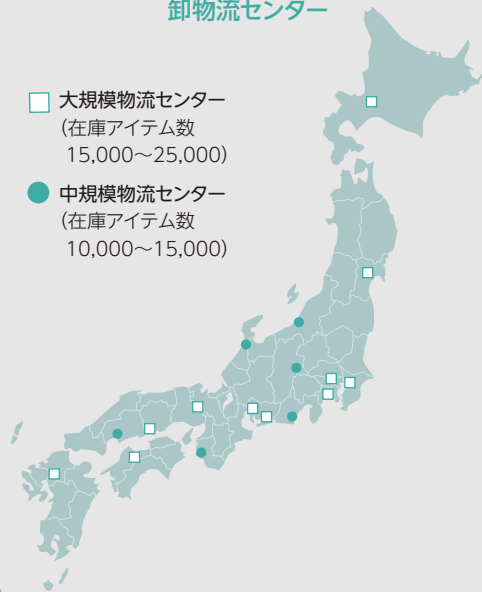 卸物流センター
大規模物流センター
(在庫アイテム数
15,000～25,000)
中規模物流センター
(在庫アイテム数
10,000～15,000)